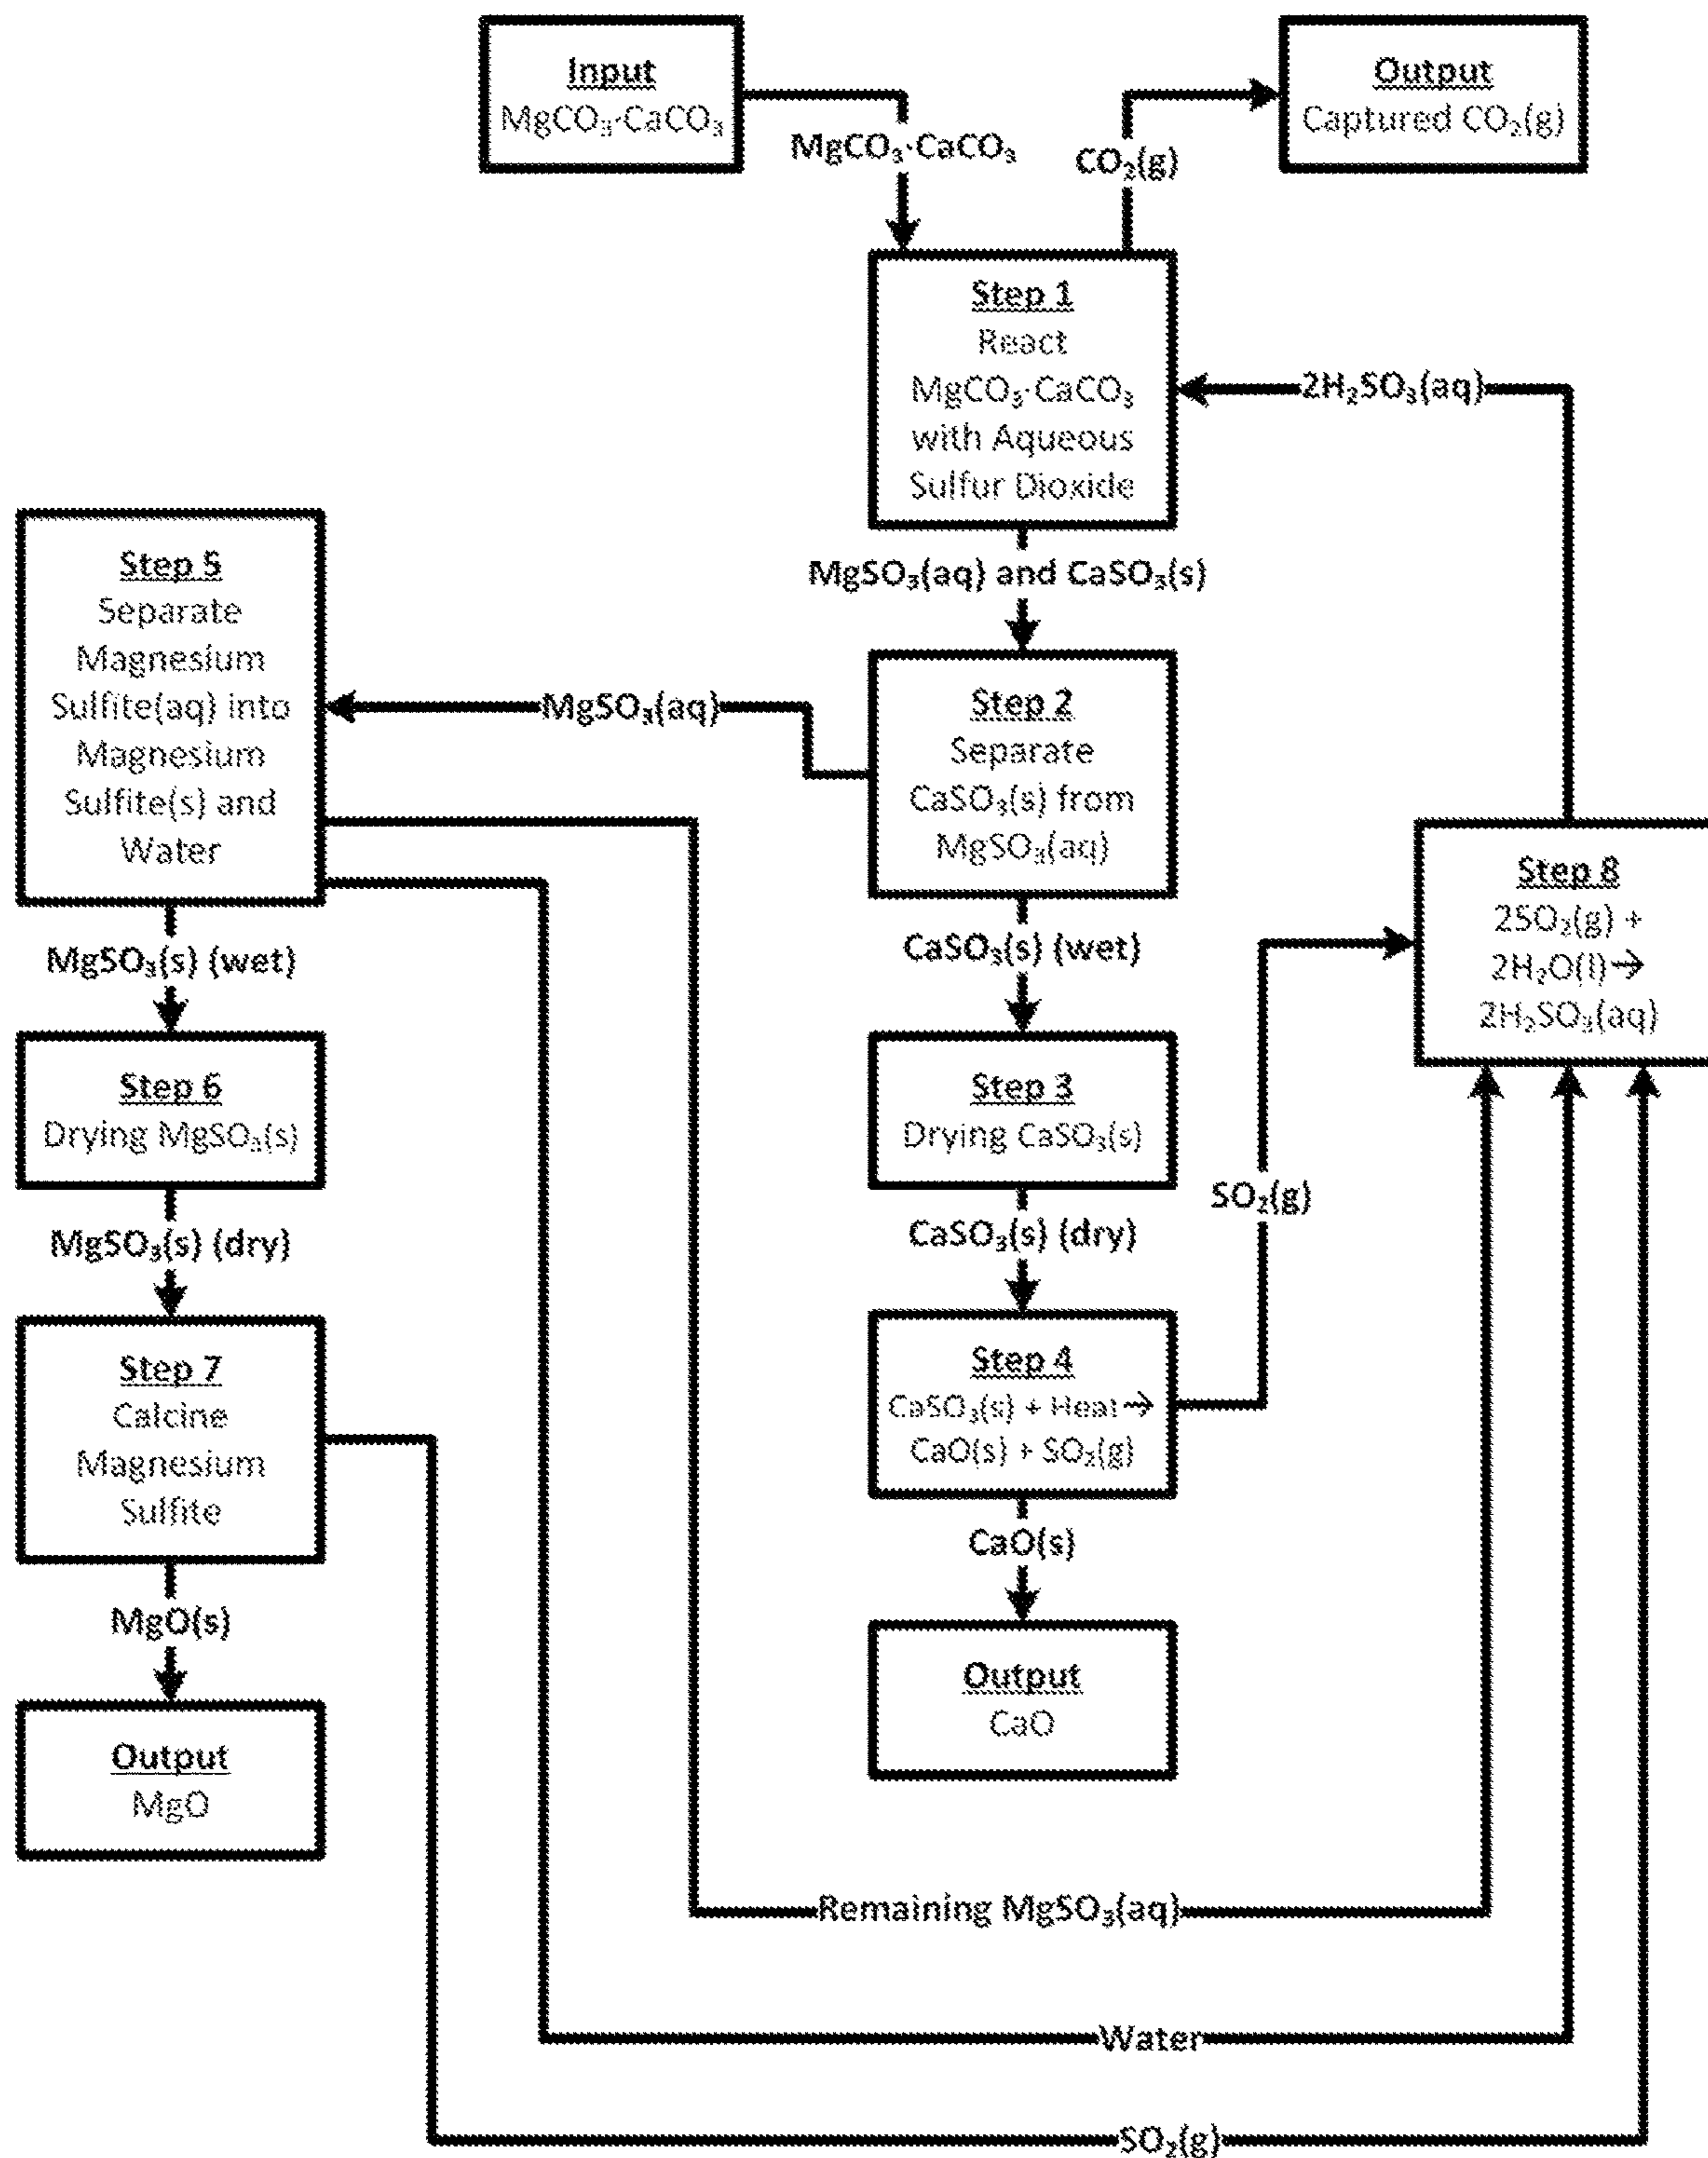 Input
MgCO₃·CaCO₃
Output
Captured CO₂(g)
MgCO₃·CaCO₃
CO₂(g)
Step 1
React
MgCO₃·CaCO₃
with Aqueous
Sulfur Dioxide
2H₂SO₃(aq)
MgSO₃(aq) and CaSO₃(s)
Step 5
Separate
Magnesium
Sulfite(aq) into
Magnesium
Sulfite(s) and
Water
MgSO₃(aq)
Step 2
Separate
CaSO₃(s) from
MgSO₃(aq)
Step 8
2SO₂(g) +
2H₂O(l)→
2H₂SO₃(aq)
MgSO₃(s) (wet)
CaSO₃(s) (wet)
Step 6
Drying MgSO₃(s)
Step 3
Drying CaSO₃(s)
SO₂(g)
MgSO₃(s) (dry)
CaSO₃(s) (dry)
Step 7
Calcine
Magnesium
Sulfite
Step 4
CaSO₃(s) + Heat→
CaO(s) + SO₂(g)
CaO(s)
MgO(s)
Output
CaO
Output
MgO
Remaining MgSO₃(aq)
Water
SO₂(g)